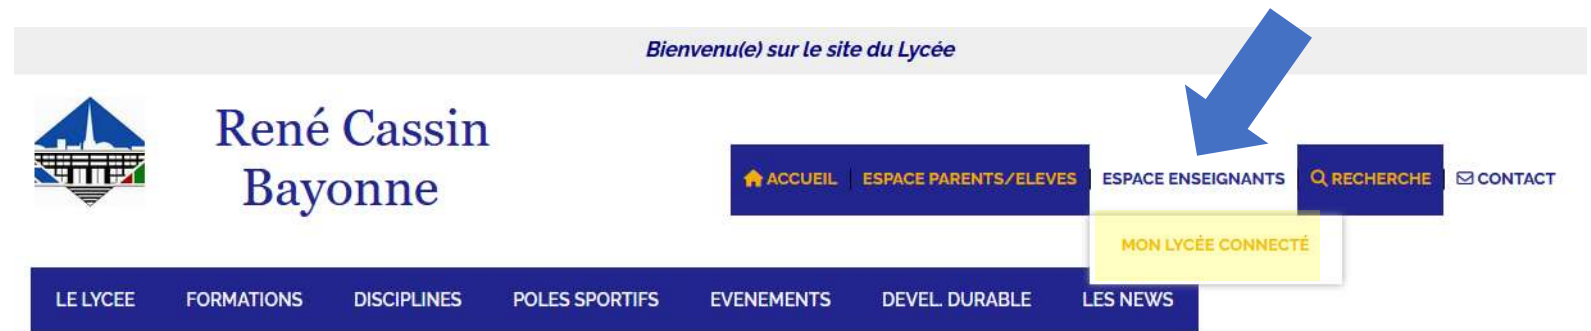 Bienvenu(e) sur le site du Lycée
René Cassin
Bayonne
ACCUEIL ESPACE PARENTS/ELEVES ESPACE ENSEIGNANTS RECHERCHE CONTACT
MON LYCÉE CONNECTÉ
LE LYCEE FORMATIONS DISCIPLINES POLES SPORTIFS EVENEMENTS DEVEL. DURABLE LES NEWS